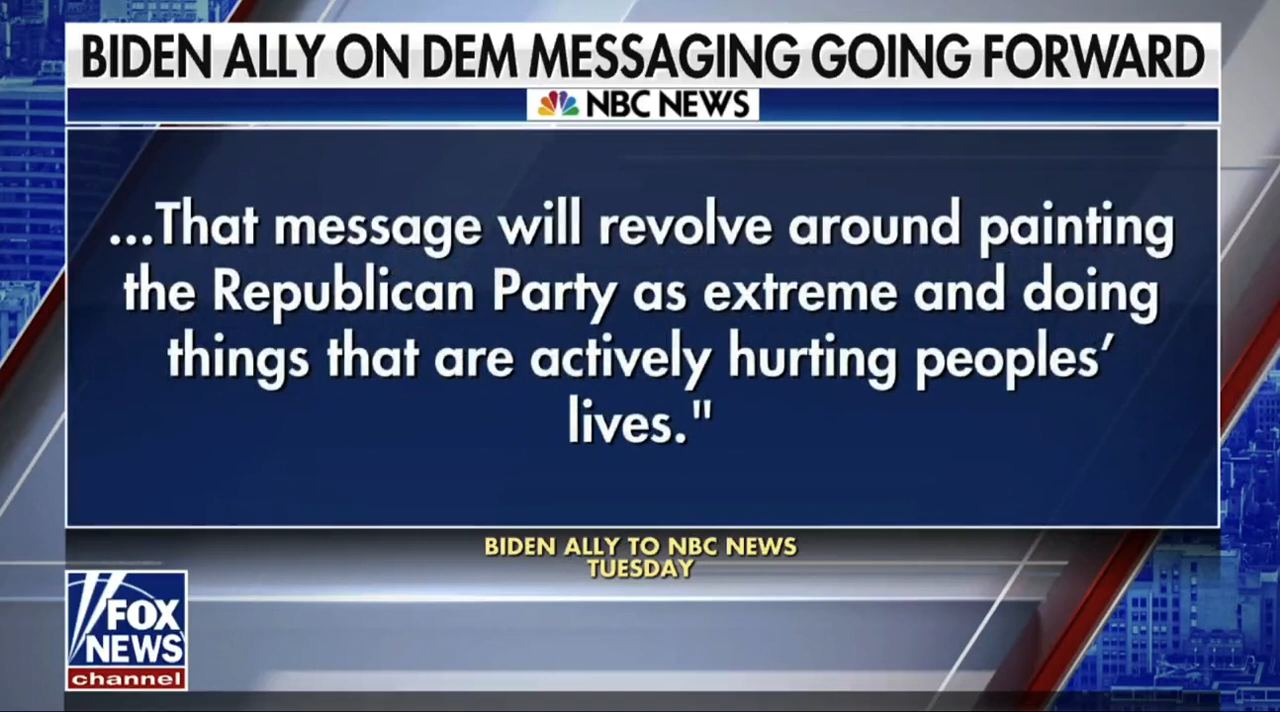 BIDEN ALLY ON DEM MESSAGING GOING FORWARD
NBC NEWS
...That message will revolve around painting
the Republican Party as extreme and doing
things that are actively hurting peoples’
lives."
BIDEN ALLY TO NBC NEWS
TUESDAY
FOX
NEWS
channel